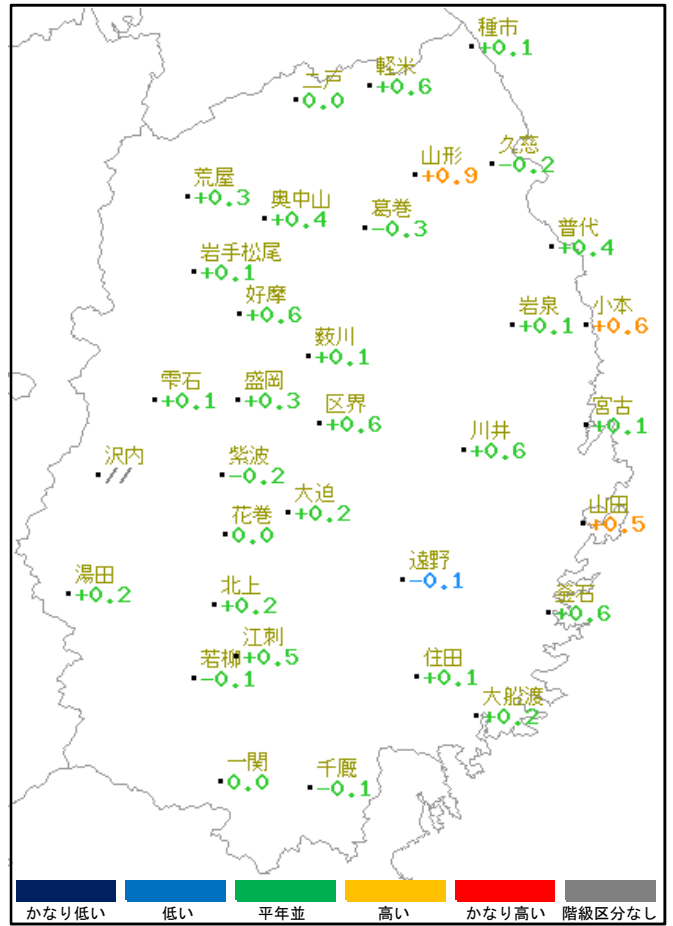 種市
+0.1
軽米
+0.6
二戸
0.0
久慈
-0.2
山形
+0.9
荒屋
+0.3
奥中山
+0.4
葛巻
-0.3
普代
+0.4
岩手松尾
+0.1
好摩
+0.6
岩泉
+0.1
小本
+0.6
薮川
+0.1
雫石
+0.1
盛岡
+0.3
区界
+0.6
宮古
+0.1
川井
+0.6
沢内
//
紫波
-0.2
大迫
+0.2
山田
+0.5
花巻
0.0
遠野
-0.1
湯田
+0.2
北上
+0.2
釜石
+0.6
江刺
+0.5
若柳
-0.1
住田
+0.1
大船渡
+0.2
一関
0.0
千厩
-0.1
かなり低い 低い 平年並 高い かなり高い 階級区分なし